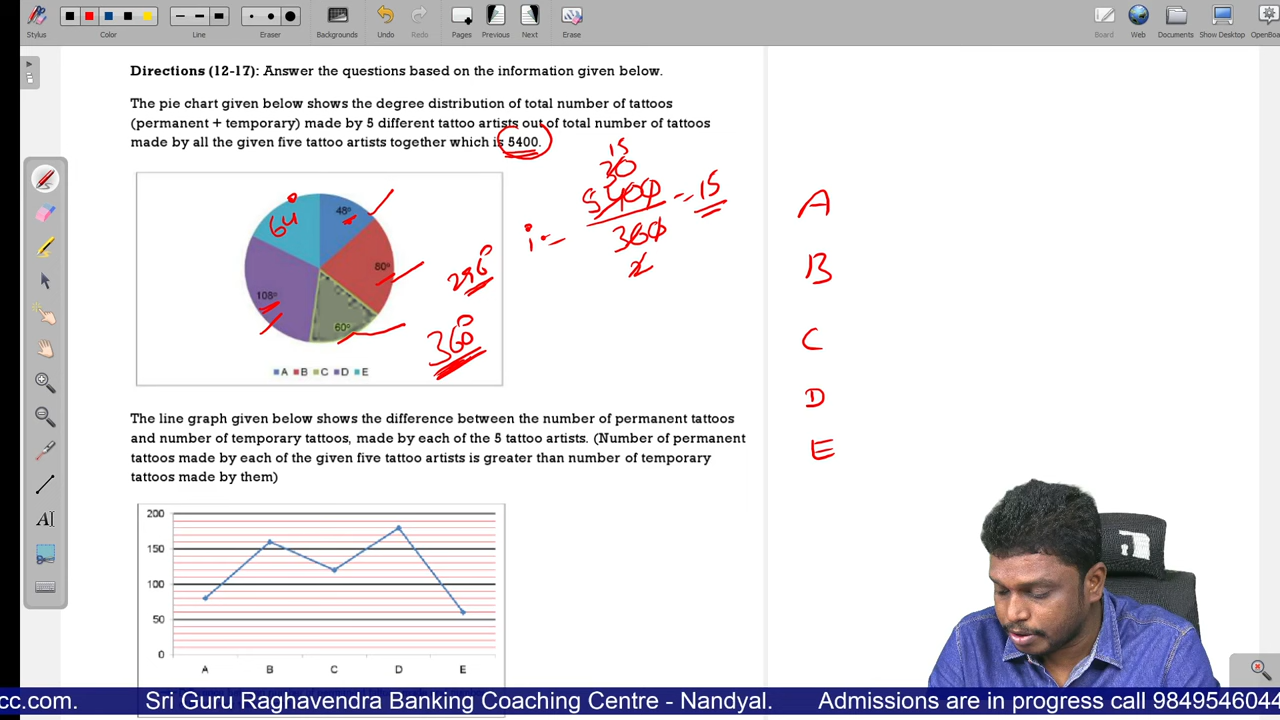 Stylus Color Line Eraser Backgrounds Undo Redo Pages Previous Next Erase Board Web Documents Show Desktop OpenBoa
Directions (12-17): Answer the questions based on the information given below.
The pie chart given below shows the degree distribution of total number of tattoos
(permanent + temporary) made by 5 different tattoo artists out of total number of tattoos
made by all the given five tattoo artists together which is 5400.
15
30
5400
360
2
1° = 
= 15
64°
48°
80°
296°
108°
60°
360°
A B C D E
A
B
C
D
E
The line graph given below shows the difference between the number of permanent tattoos
and number of temporary tattoos, made by each of the 5 tattoo artists. (Number of permanent
tattoos made by each of the given five tattoo artists is greater than number of temporary
tattoos made by them)
200
150
100
50
0
A B C D E
cc.com. Sri Guru Raghavendra Banking Coaching Centre - Nandyal. Admissions are in progress call 9849546044